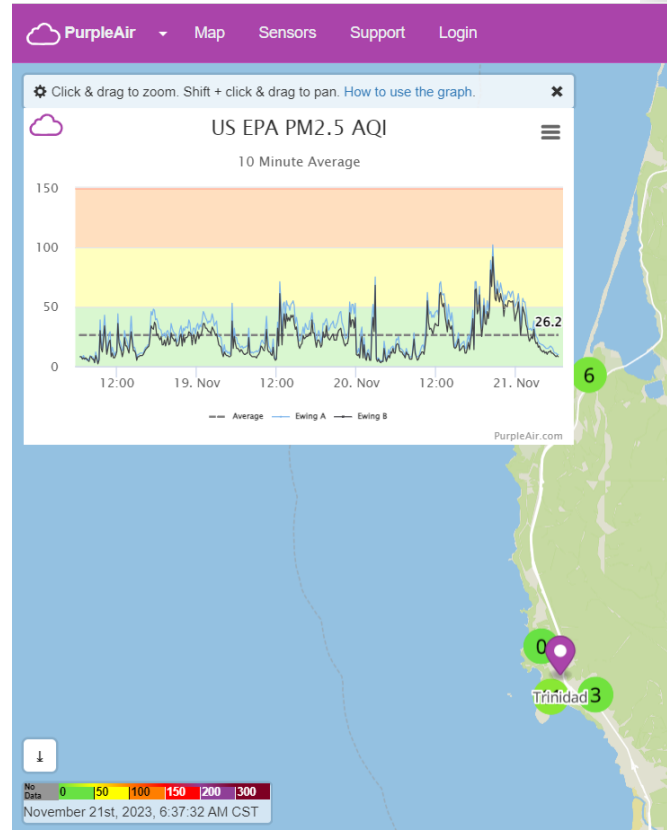 PurpleAir Map Sensors Support Login
Click & drag to zoom. Shift + click & drag to pan. How to use the graph.
US EPA PM2.5 AQI
10 Minute Average
150
100
50
26.2
0
12:00 19. Nov 12:00 20. Nov 12:00 21. Nov
Average Ewing A Ewing B
PurpleAir.com
6
0
Trinidad 3
No Data 0 50 100 150 200 300
November 21st, 2023, 6:37:32 AM CST